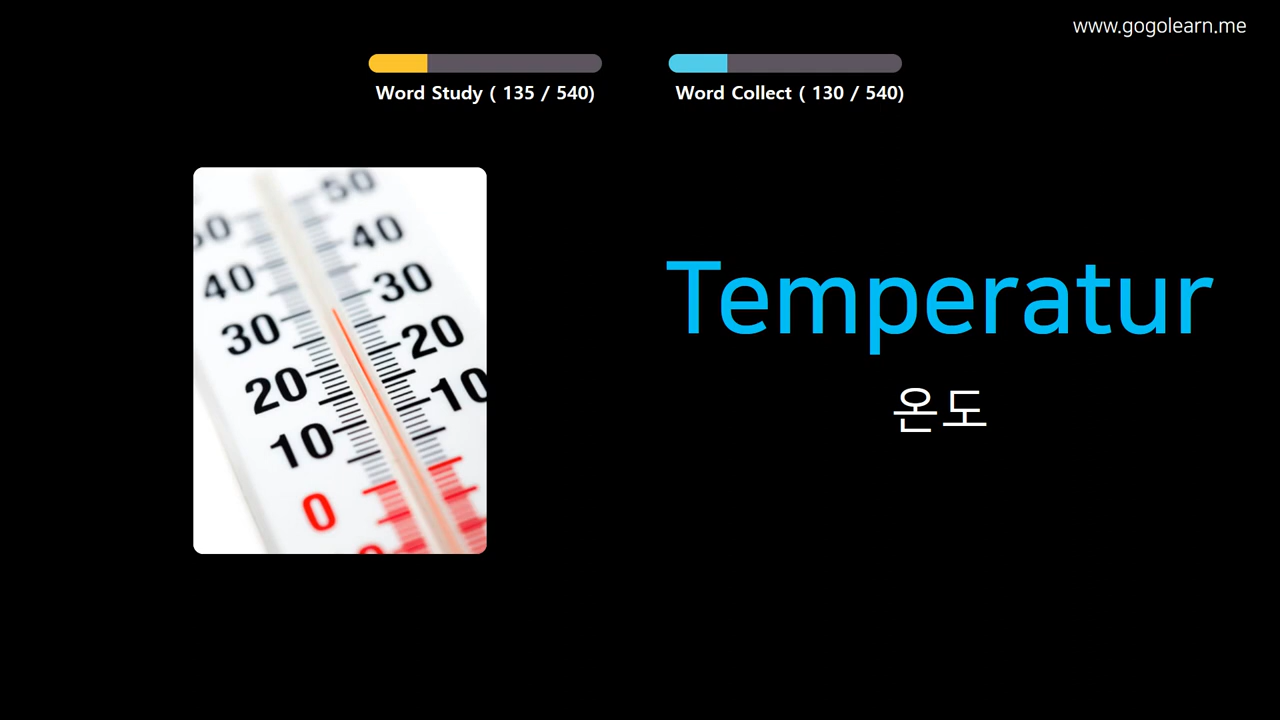 www.gogolearn.me
Word Study ( 135 / 540)
Word Collect ( 130 / 540)
50
50
40
40
30
30
20
20
10
10
0
Temperatur
온도